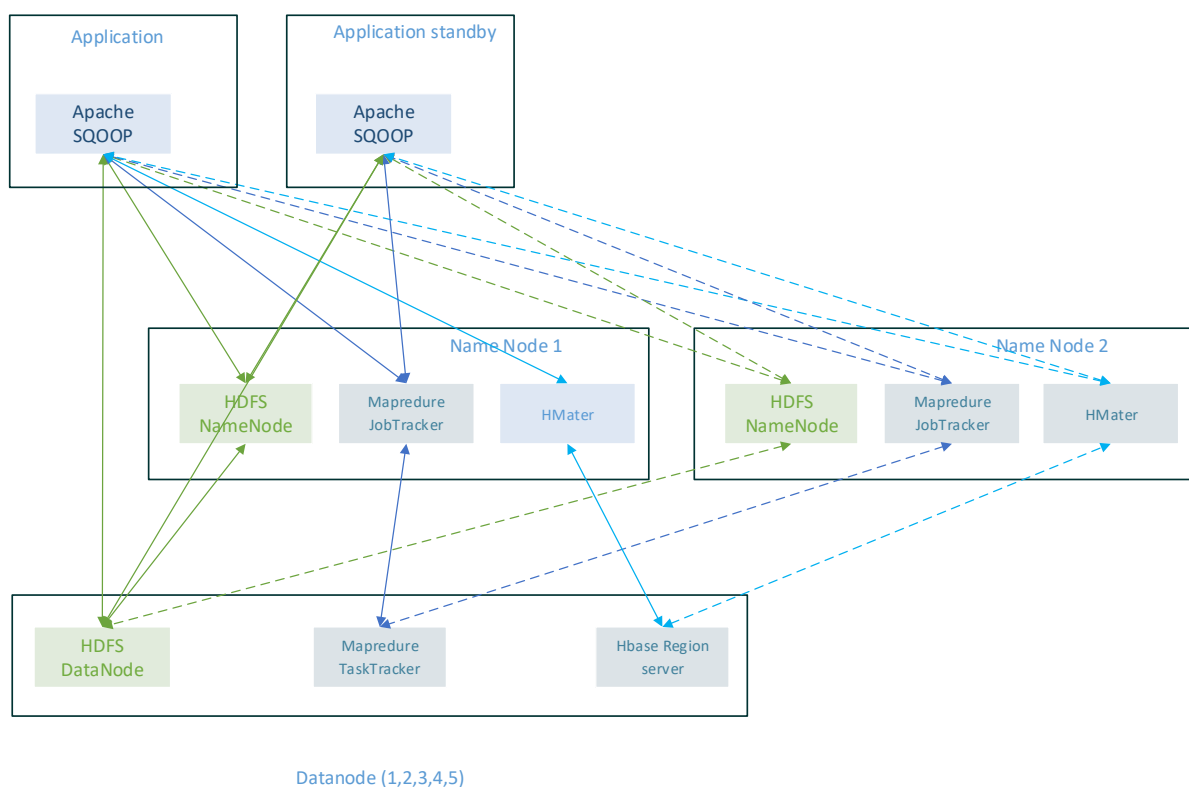 Application
Application standby
Apache
SQOOP
Apache
SQOOP
Name Node 1
Name Node 2
HDFS
NameNode
Mapredure
JobTracker
HMater
HDFS
NameNode
Mapredure
JobTracker
HMater
HDFS
DataNode
Mapredure
TaskTracker
Hbase Region
server
Datanode (1,2,3,4,5)